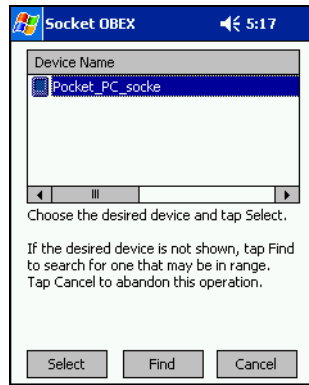 Socket OBEX 5:17
Device Name
Pocket_PC_socke
Choose the desired device and tap Select.
If the desired device is not shown, tap Find
to search for one that may be in range.
Tap Cancel to abandon this operation.
Select Find Cancel